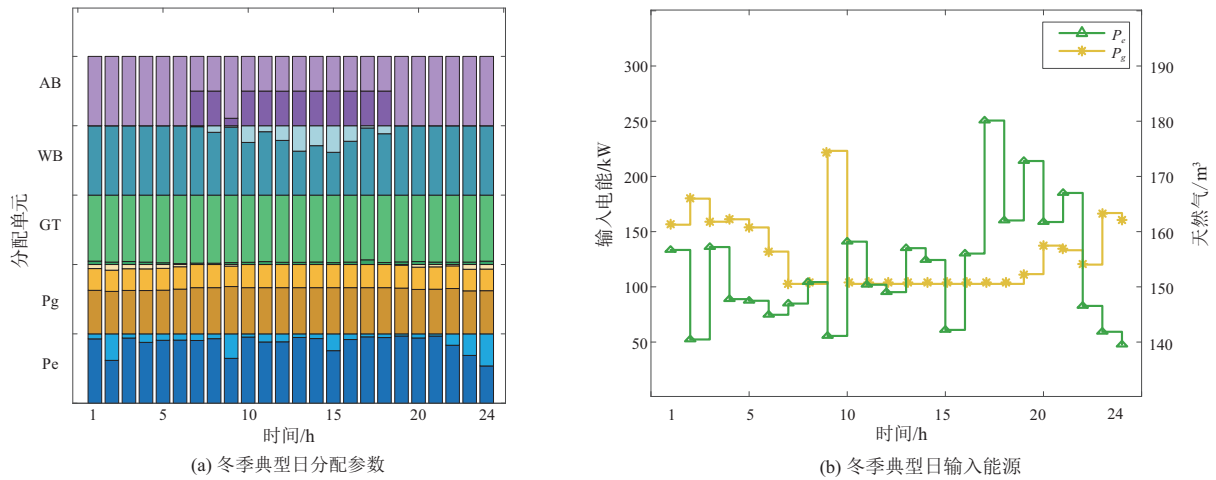 AB
WB
GT
Pg
Pe
分配单元
1 5 10 15 20 24
时间/h
(a) 冬季典型日分配参数
300
250
200
150
100
50
输入电能/kW
190
180
170
160
150
140
天然气/m³
Pe
Pg
1 5 10 15 20 24
时间/h
(b) 冬季典型日输入能源